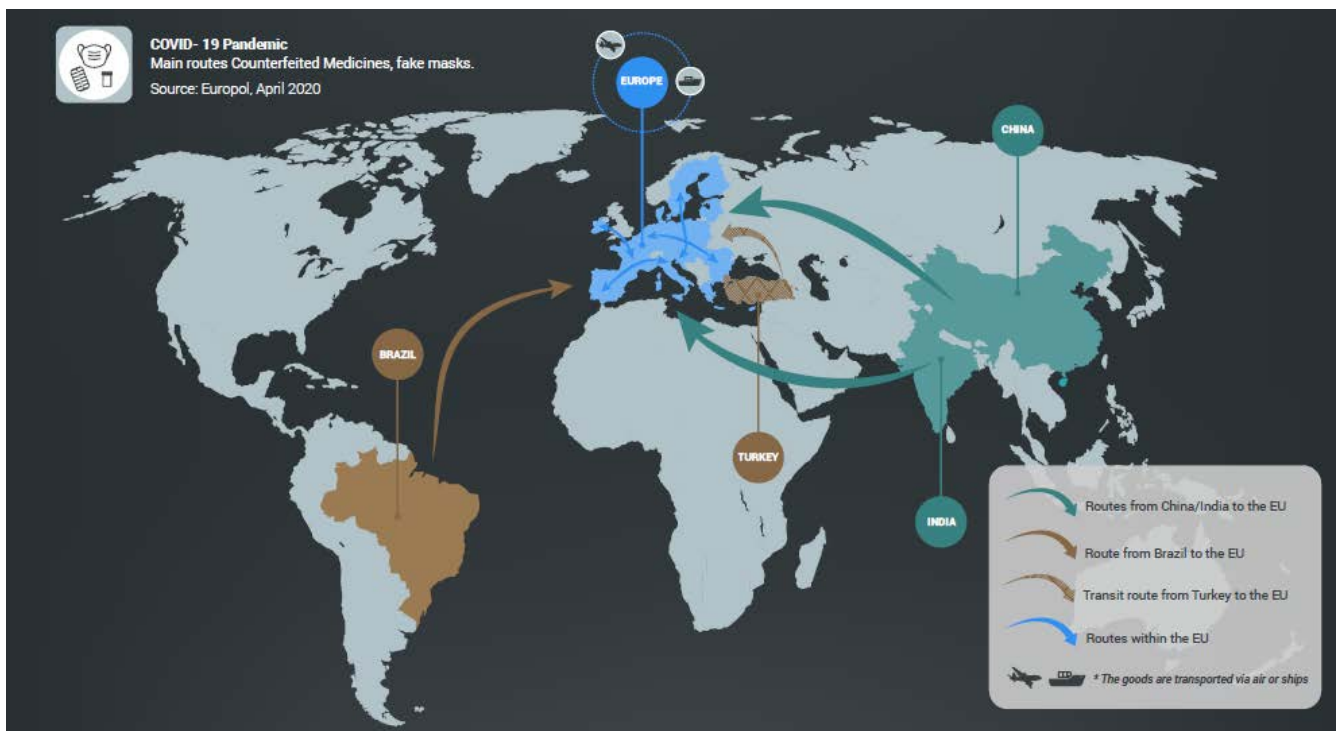 COVID- 19 Pandemic
Main routes Counterfeited Medicines, fake masks.
Source: Europol, April 2020
EUROPE
CHINA
BRAZIL
TURKEY
INDIA
Routes from China/India to the EU
Route from Brazil to the EU
Transit route from Turkey to the EU
Routes within the EU
* The goods are transported via air or ships